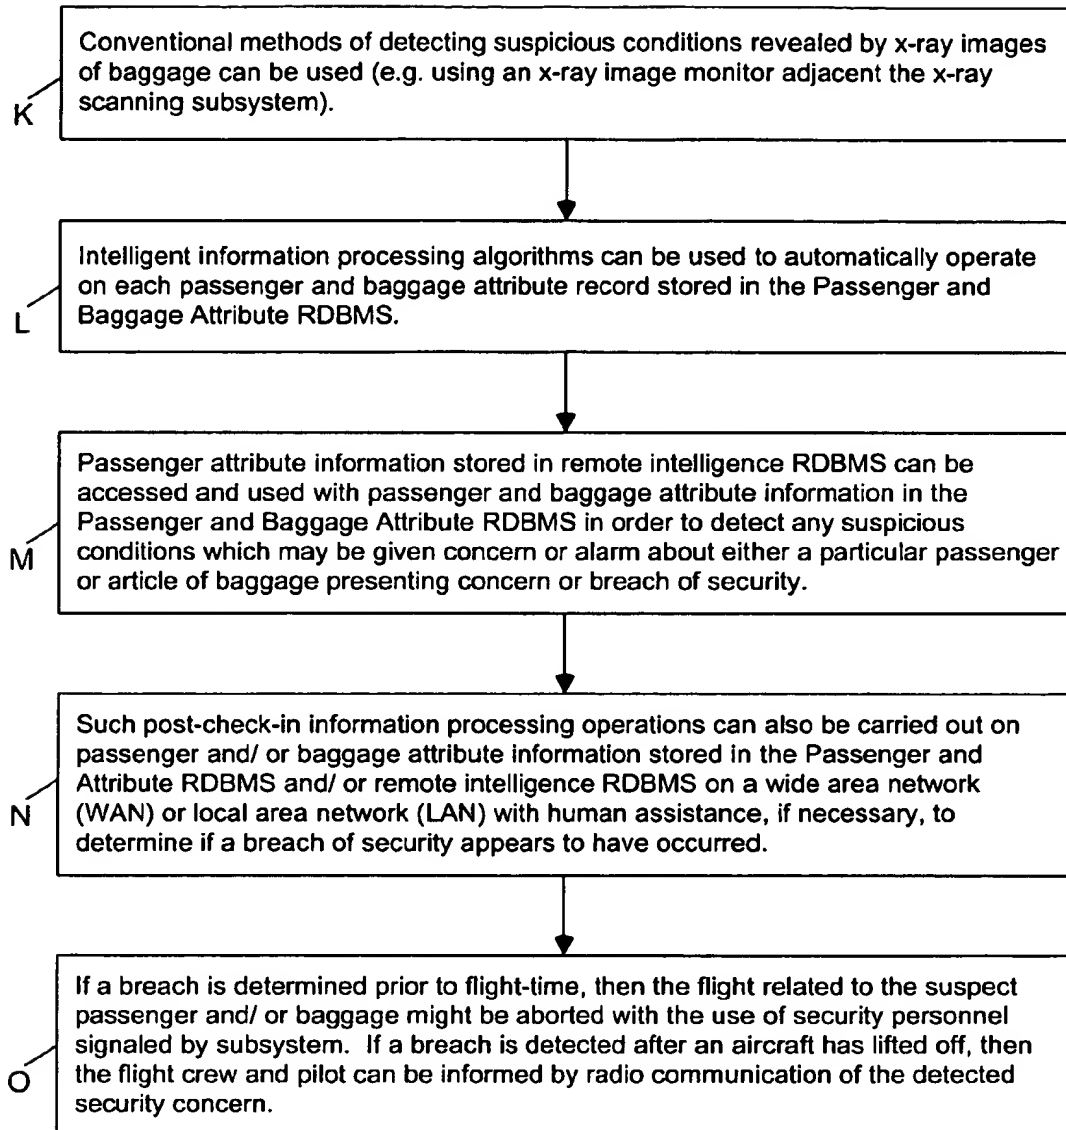 Conventional methods of detecting suspicious conditions revealed by x-ray images
of baggage can be used (e.g. using an x-ray image monitor adjacent the x-ray
scanning subsystem).
K
Intelligent information processing algorithms can be used to automatically operate
on each passenger and baggage attribute record stored in the Passenger and
Baggage Attribute RDBMS.
L
Passenger attribute information stored in remote intelligence RDBMS can be
accessed and used with passenger and baggage attribute information in the
Passenger and Baggage Attribute RDBMS in order to detect any suspicious
conditions which may be given concern or alarm about either a particular passenger
or article of baggage presenting concern or breach of security.
M
Such post-check-in information processing operations can also be carried out on
passenger and/ or baggage attribute information stored in the Passenger and
Attribute RDBMS and/ or remote intelligence RDBMS on a wide area network
(WAN) or local area network (LAN) with human assistance, if necessary, to
determine if a breach of security appears to have occurred.
N
If a breach is determined prior to flight-time, then the flight related to the suspect
passenger and/ or baggage might be aborted with the use of security personnel
signaled by subsystem. If a breach is detected after an aircraft has lifted off, then
the flight crew and pilot can be informed by radio communication of the detected
security concern.
O